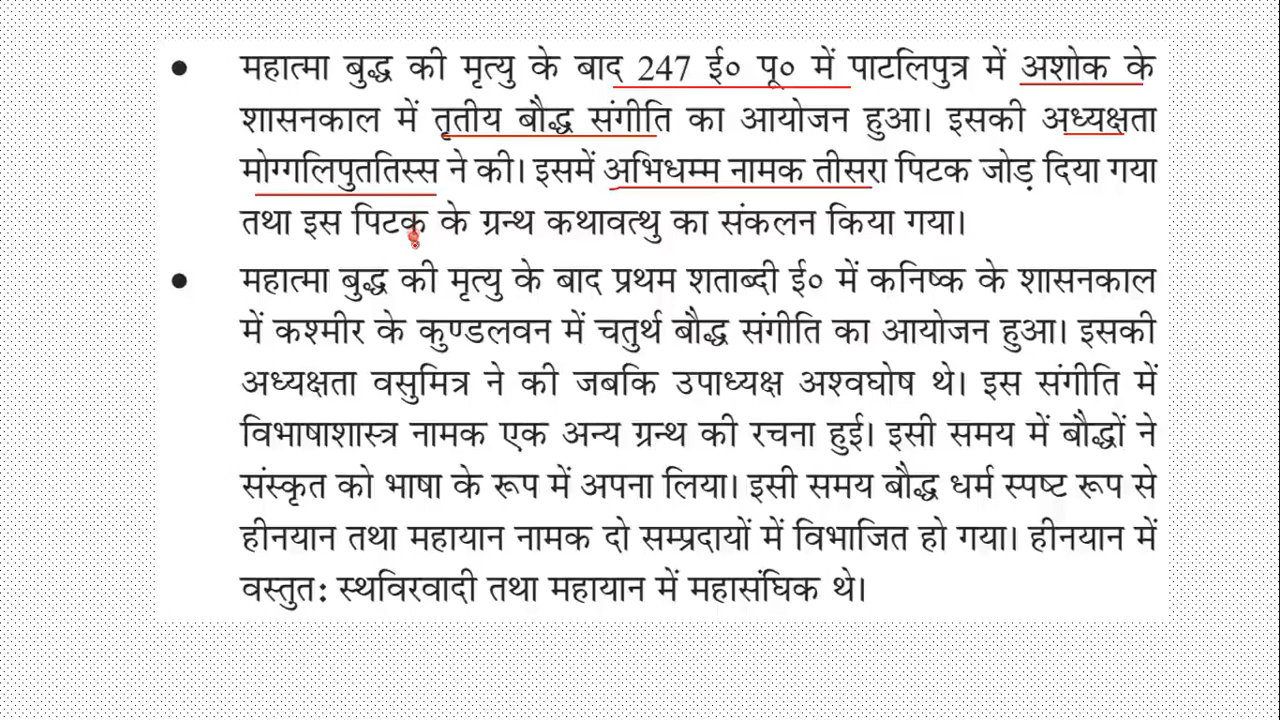 ● महात्मा बुद्ध की मृत्यु के बाद 247 ई० पू० में पाटलिपुत्र में अशोक के
शासनकाल में तृतीय बौद्ध संगीति का आयोजन हुआ। इसकी अध्यक्षता
मोग्गलिपुततिस्स ने की। इसमें अभिधम्म नामक तीसरा पिटक जोड़ दिया गया
तथा इस पिटक के ग्रन्थ कथावत्थु का संकलन किया गया।
● महात्मा बुद्ध की मृत्यु के बाद प्रथम शताब्दी ई० में कनिष्क के शासनकाल
में कश्मीर के कुण्डलवन में चतुर्थ बौद्ध संगीति का आयोजन हुआ। इसकी
अध्यक्षता वसुमित्र ने की जबकि उपाध्यक्ष अश्वघोष थे। इस संगीति में
विभाषाशास्त्र नामक एक अन्य ग्रन्थ की रचना हुई। इसी समय में बौद्धों ने
संस्कृत को भाषा के रूप में अपना लिया। इसी समय बौद्ध धर्म स्पष्ट रूप से
हीनयान तथा महायान नामक दो सम्प्रदायों में विभाजित हो गया। हीनयान में
वस्तुत: स्थविरवादी तथा महायान में महासंघिक थे।